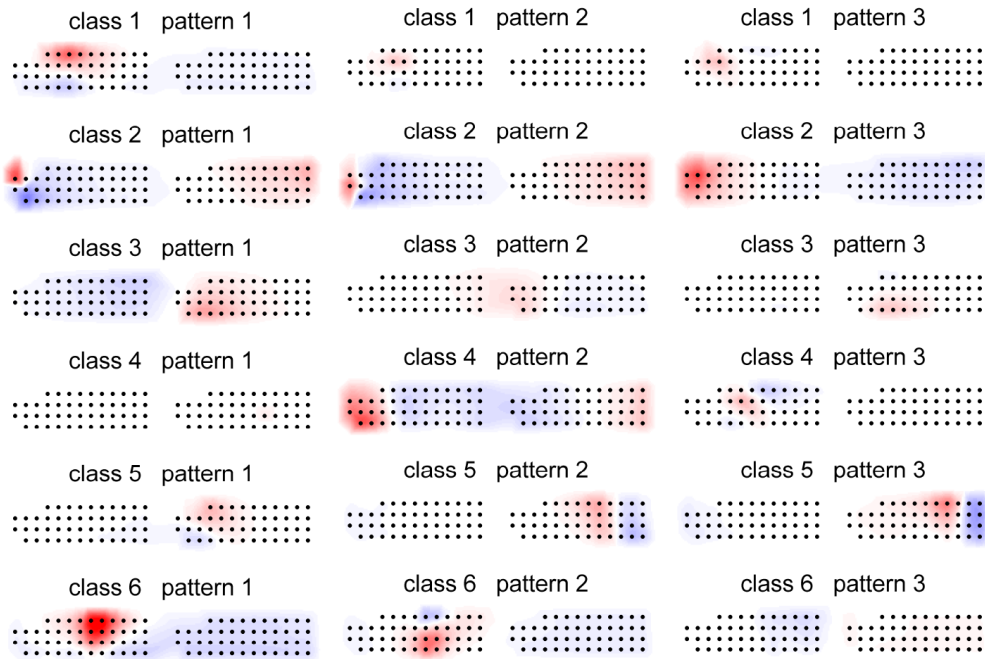 class 1 pattern 1
class 1 pattern 2
class 1 pattern 3
class 2 pattern 1
class 2 pattern 2
class 2 pattern 3
class 3 pattern 1
class 3 pattern 2
class 3 pattern 3
class 4 pattern 1
class 4 pattern 2
class 4 pattern 3
class 5 pattern 1
class 5 pattern 2
class 5 pattern 3
class 6 pattern 1
class 6 pattern 2
class 6 pattern 3